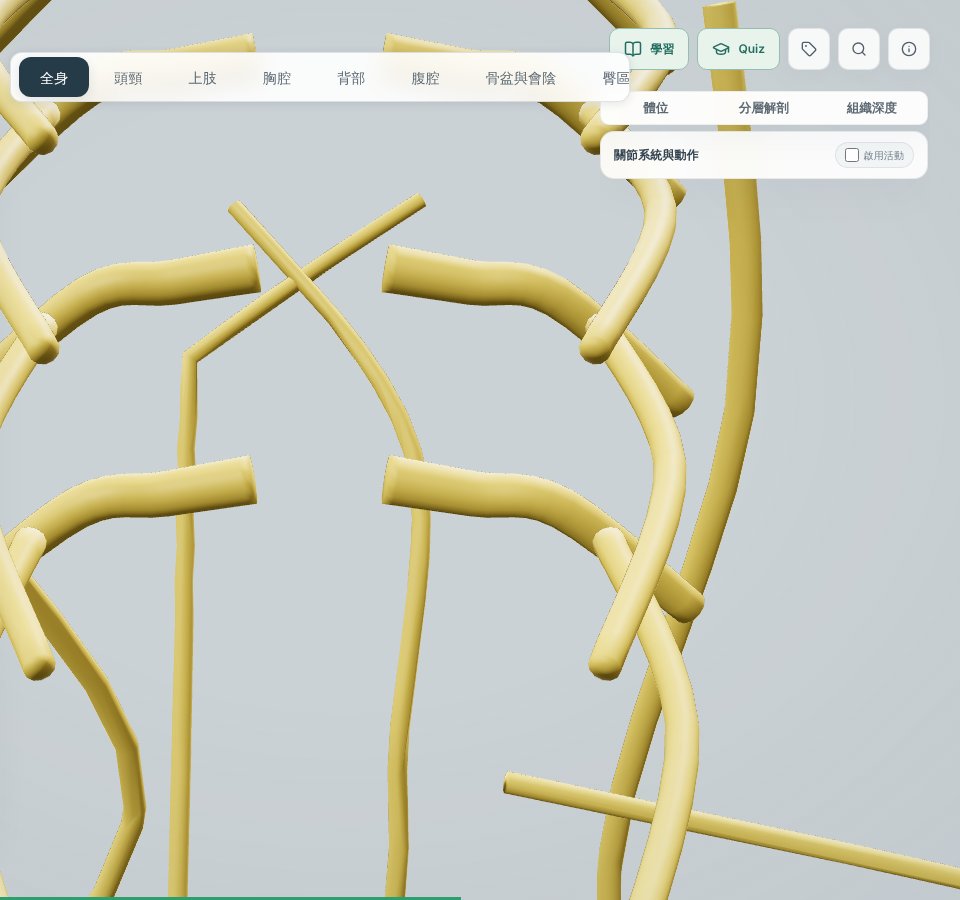 學習
Quiz
全身
頭頸
上肢
胸腔
背部
腹腔
骨盆與會陰
臀區
體位
分層解剖
組織深度
關節系統與動作
啟用活動